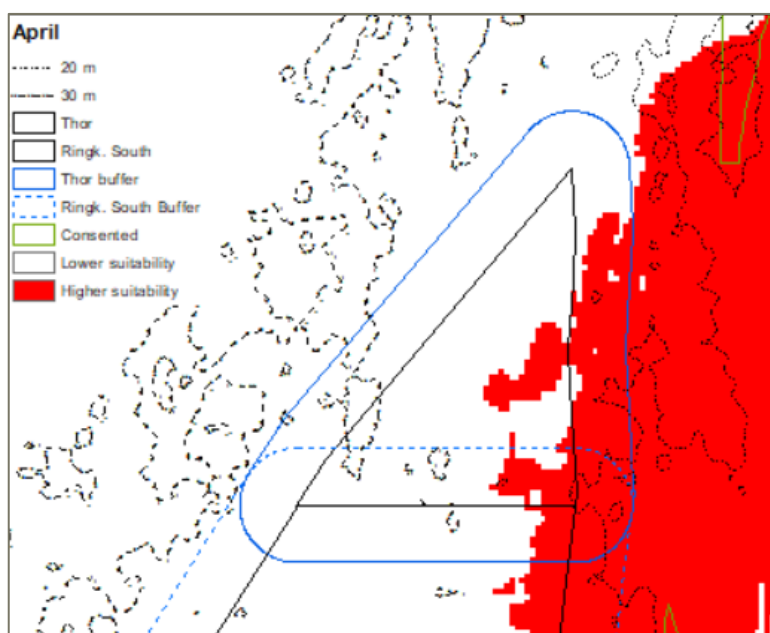 April
20 m
30 m
Thor
Ringk. South
Thor buffer
Ringk. South Buffer
Consented
Lower suitability
Higher suitability